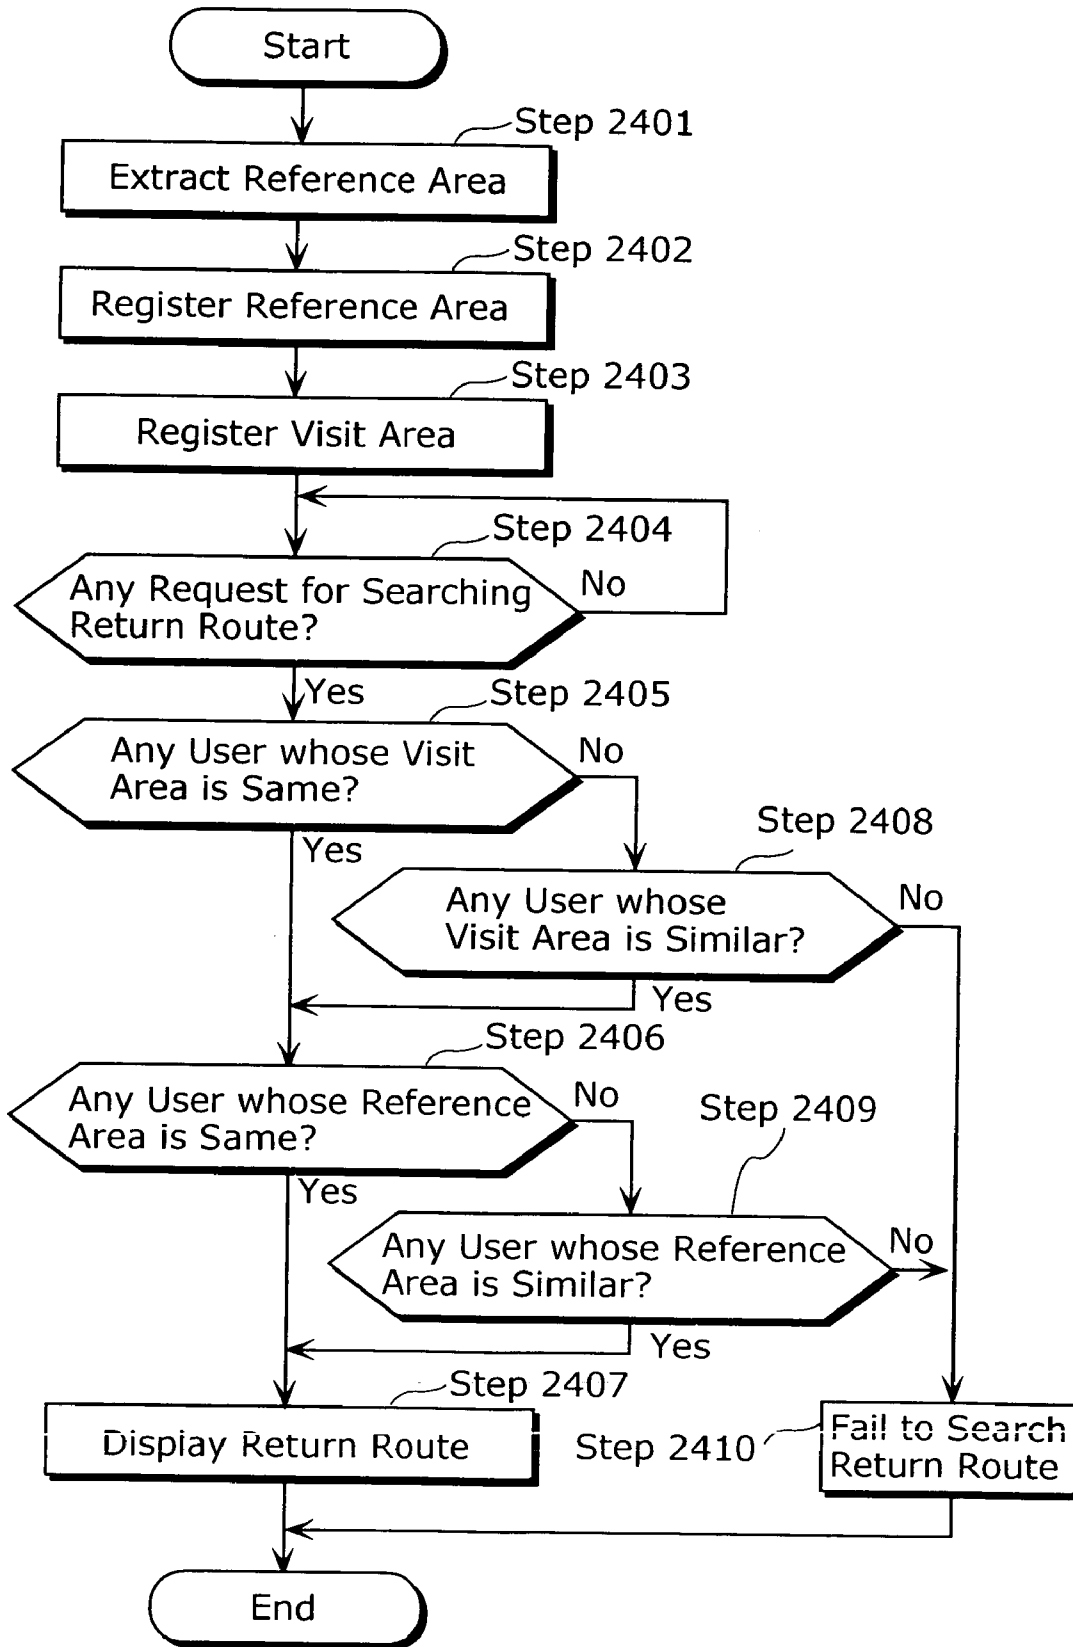 Start
Step 2401
Extract Reference Area
Step 2402
Register Reference Area
Step 2403
Register Visit Area
Step 2404
Any Request for Searching
Return Route?
No
Yes
Step 2405
Any User whose Visit
Area is Same?
No
Yes
Step 2408
Any User whose
Visit Area is Similar?
No
Yes
Step 2406
Any User whose Reference
Area is Same?
No
Yes
Step 2409
Any User whose Reference
Area is Similar?
No
Yes
Step 2407
Display Return Route
Step 2410
Fail to Search
Return Route
End